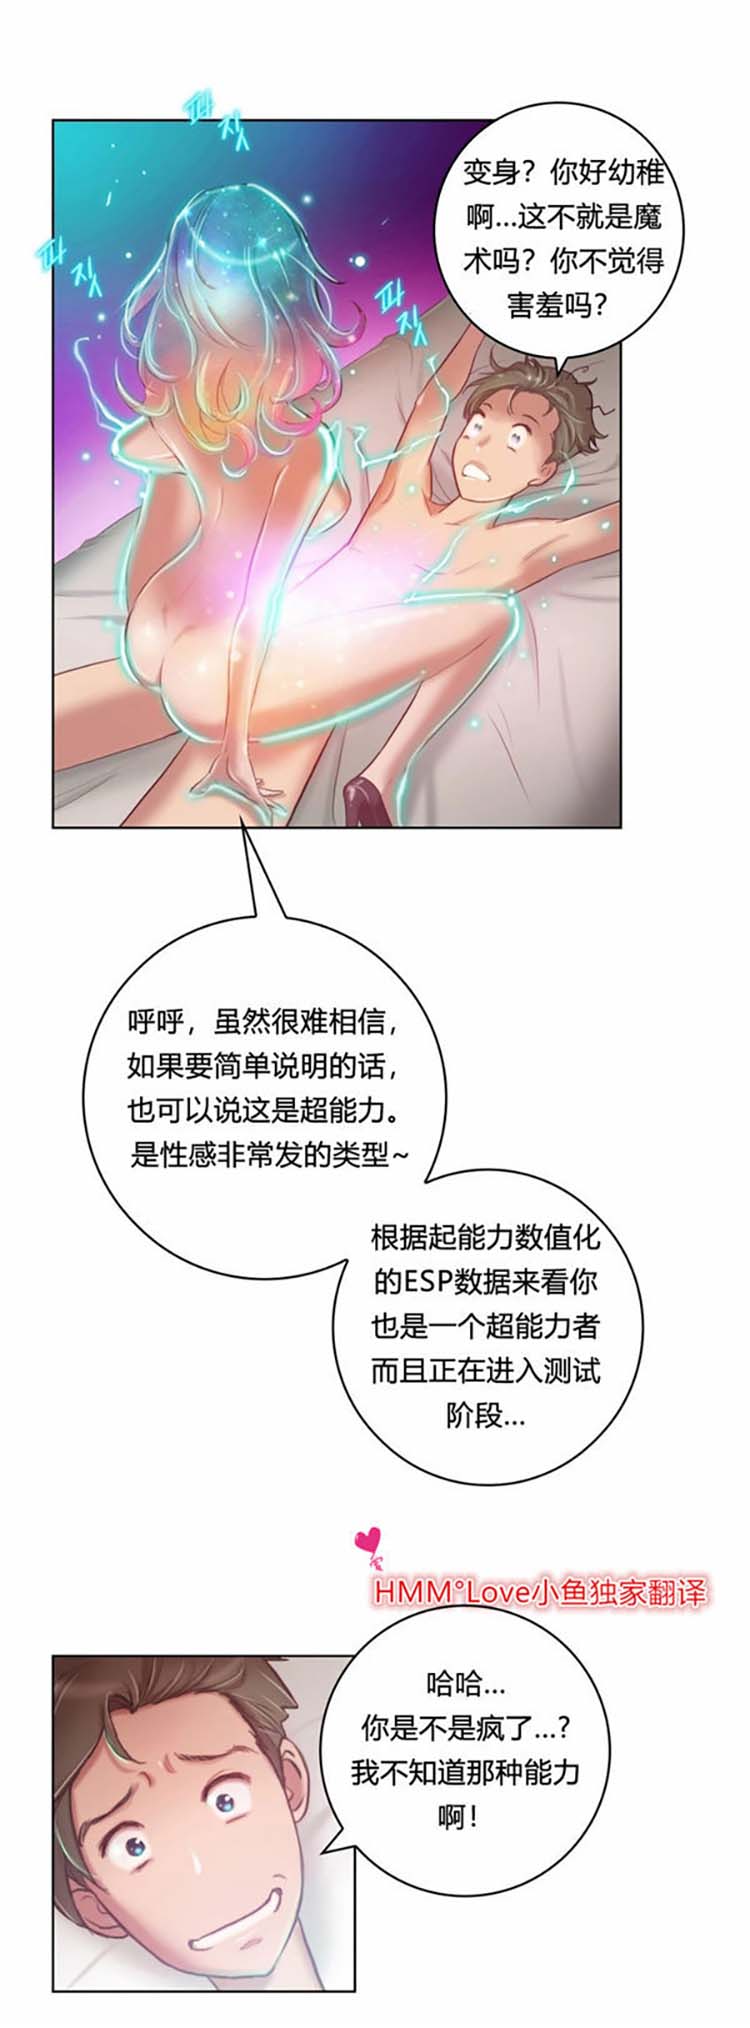 파
직
变身？你好幼稚
啊...这不就是魔
术吗？你不觉得
害羞吗？
파
직
파
직
呼呼，虽然很难相信，
如果要简单说明的话，
也可以说这是超能力。
是性感非常发的类型~
根据起能力数值化
的ESP数据来看你
也是一个超能力者
而且正在进入测试
阶段...
HMM°Love小鱼独家翻译
哈哈...
你是不是疯了...?
我不知道那种能力
啊！